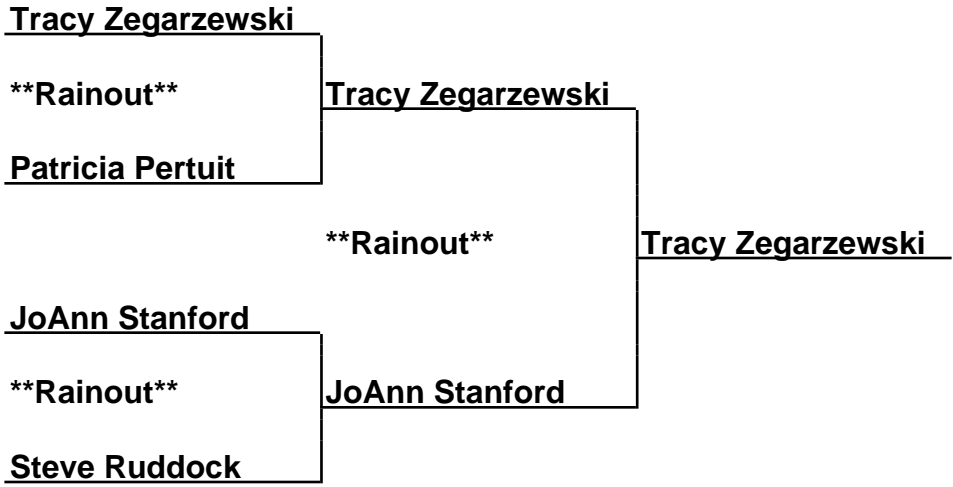 Tracy Zegarzewski
**Rainout**
Tracy Zegarzewski
Patricia Pertuit
**Rainout**
Tracy Zegarzewski
JoAnn Stanford
**Rainout**
JoAnn Stanford
Steve Ruddock